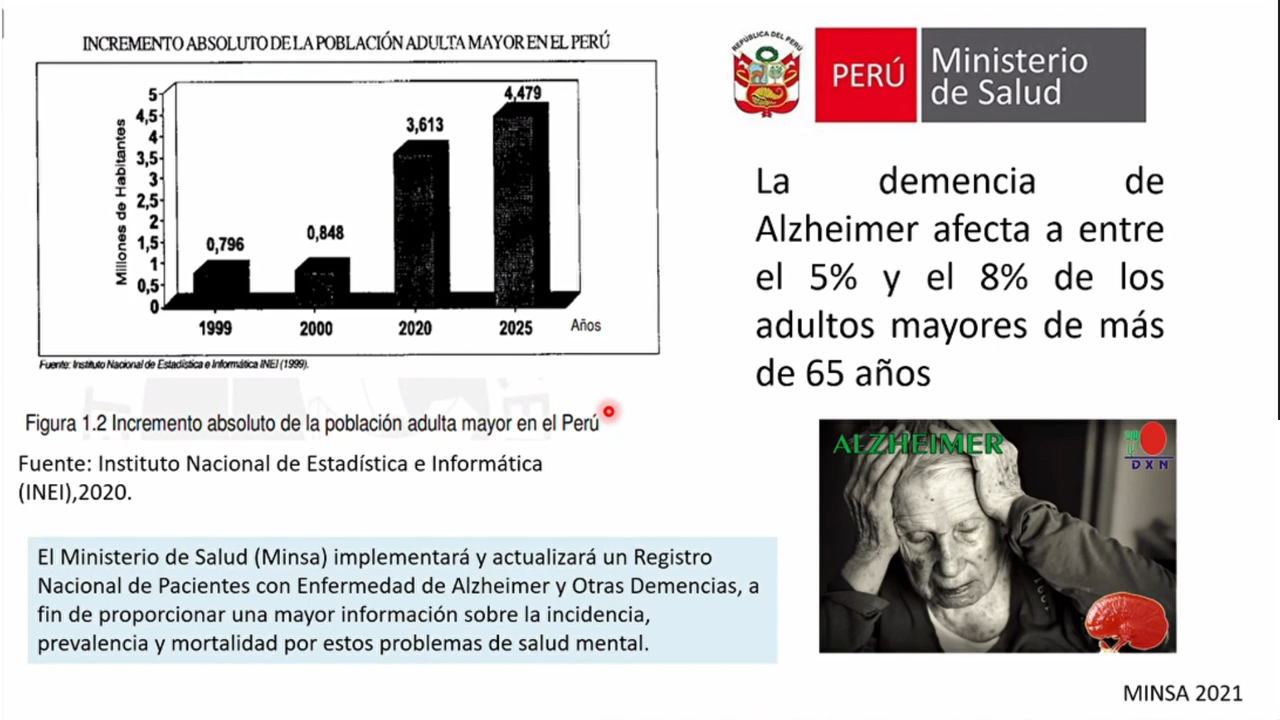 INCREMENTO ABSOLUTO DE LA POBLACIÓN ADULTA MAYOR EN EL PERÚ
Millones de Habitantes
5
4,5
4
3,5
3
2,5
2
1,5
1
0,5
0
0,796
0,848
3,613
4,479
1999
2000
2020
2025
Años
Fuente: Instituto Nacional de Estadística e Informática INEI (1999).
Figura 1.2 Incremento absoluto de la población adulta mayor en el Perú
Fuente: Instituto Nacional de Estadística e Informática
(INEI),2020.
El Ministerio de Salud (Minsa) implementará y actualizará un Registro
Nacional de Pacientes con Enfermedad de Alzheimer y Otras Demencias, a
fin de proporcionar una mayor información sobre la incidencia,
prevalencia y mortalidad por estos problemas de salud mental.
REPÚBLICA DEL PERÚ
PERÚ
Ministerio
de Salud
La demencia de
Alzheimer afecta a entre
el 5% y el 8% de los
adultos mayores de más
de 65 años
ALZHEIMER
DXN
MINSA 2021